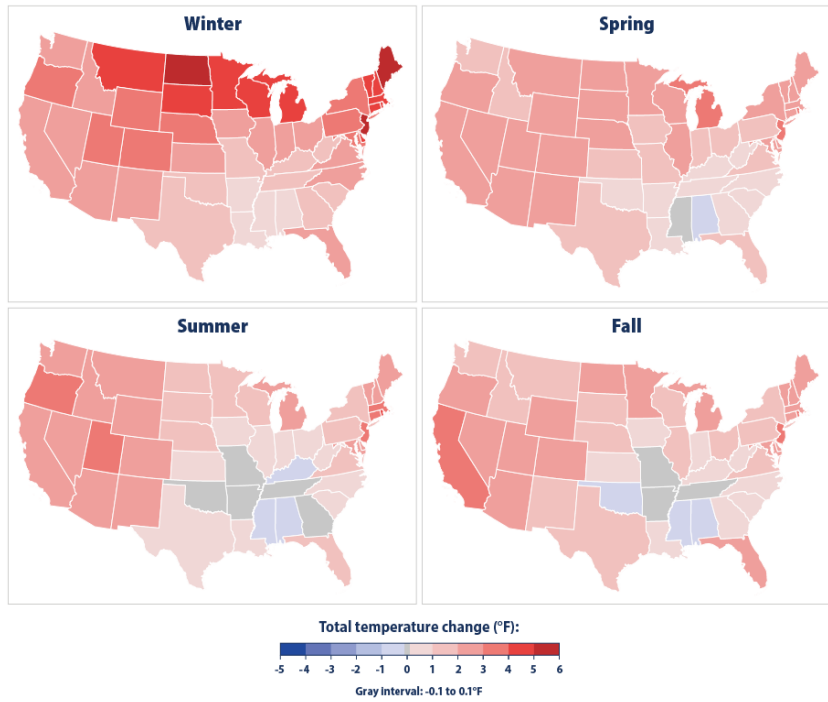 Winter
Spring
Summer
Fall
Total temperature change (°F):
-5 -4 -3 -2 -1 0 1 2 3 4 5 6
Gray interval: -0.1 to 0.1°F